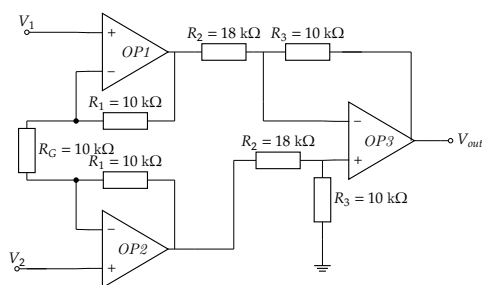 V1
+
OP1
−
R2 = 18 kΩ
R3 = 10 kΩ
R1 = 10 kΩ
RG = 10 kΩ
R1 = 10 kΩ
−
OP3
+
Vout
R2 = 18 kΩ
R3 = 10 kΩ
−
OP2
+
V2